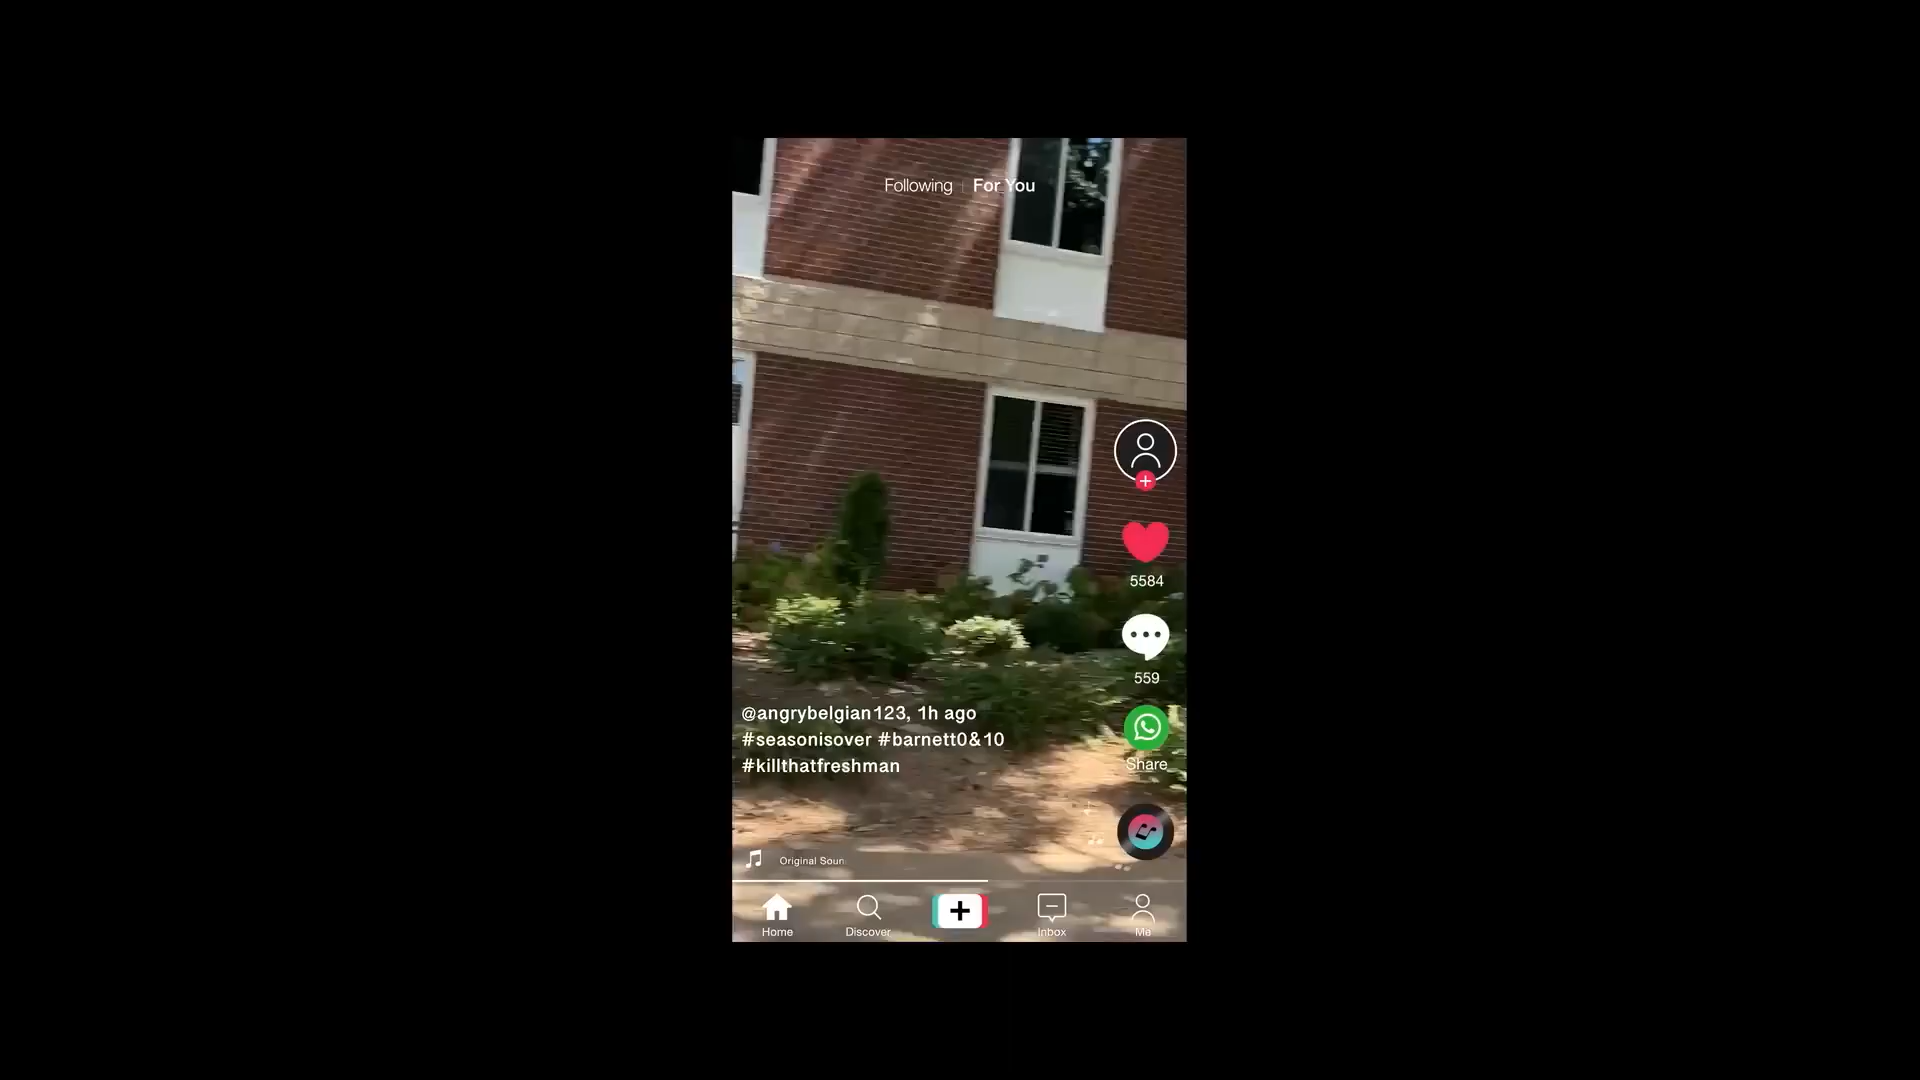 Following | For You
5584
559
@angrybelgian123, 1h ago
#seasonisover #barnett0&10
#killthatfreshman
Share
Original Soun
Home Discover Inbox Me